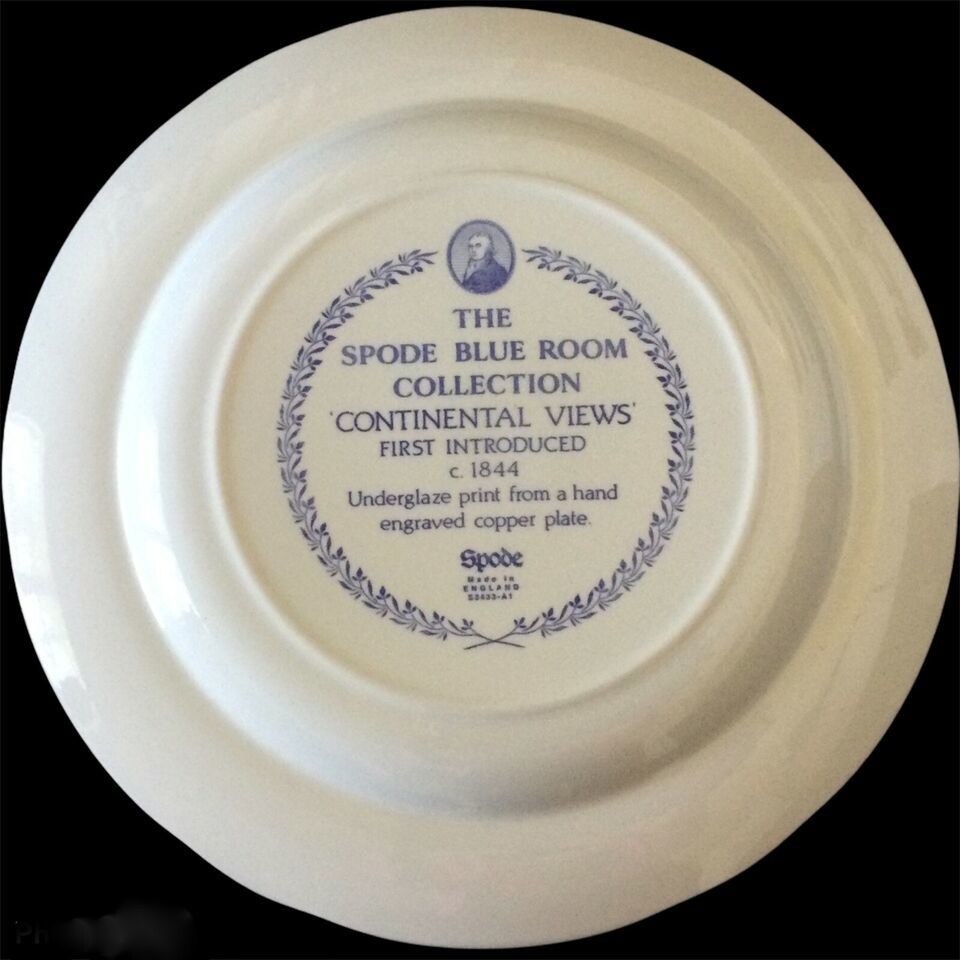 THE
SPODE BLUE ROOM
COLLECTION
'CONTINENTAL VIEWS'
FIRST INTRODUCED
c. 1844
Underglaze print from a hand
engraved copper plate.
Spode
Made in
ENGLAND
Ph